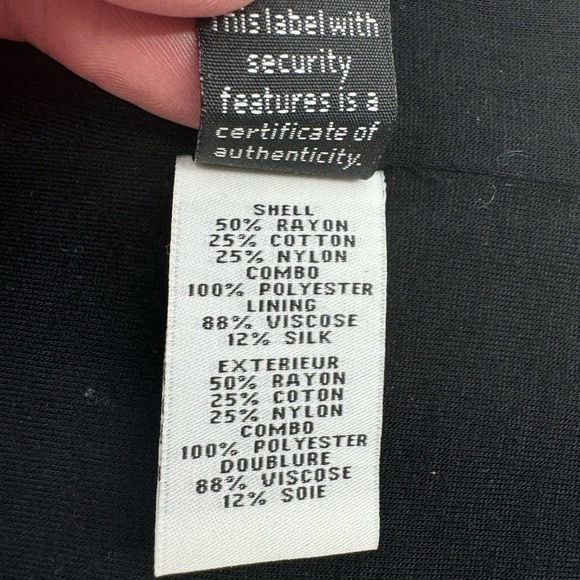 This label with
security
features is a
certificate of
authenticity.
SHELL
50% RAYON
25% COTTON
25% NYLON
COMBO
100% POLYESTER
LINING
88% VISCOSE
12% SILK
EXTERIEUR
50% RAYON
25% COTON
25% NYLON
COMBO
100% POLYESTER
DOUBLURE
88% VISCOSE
12% SOIE